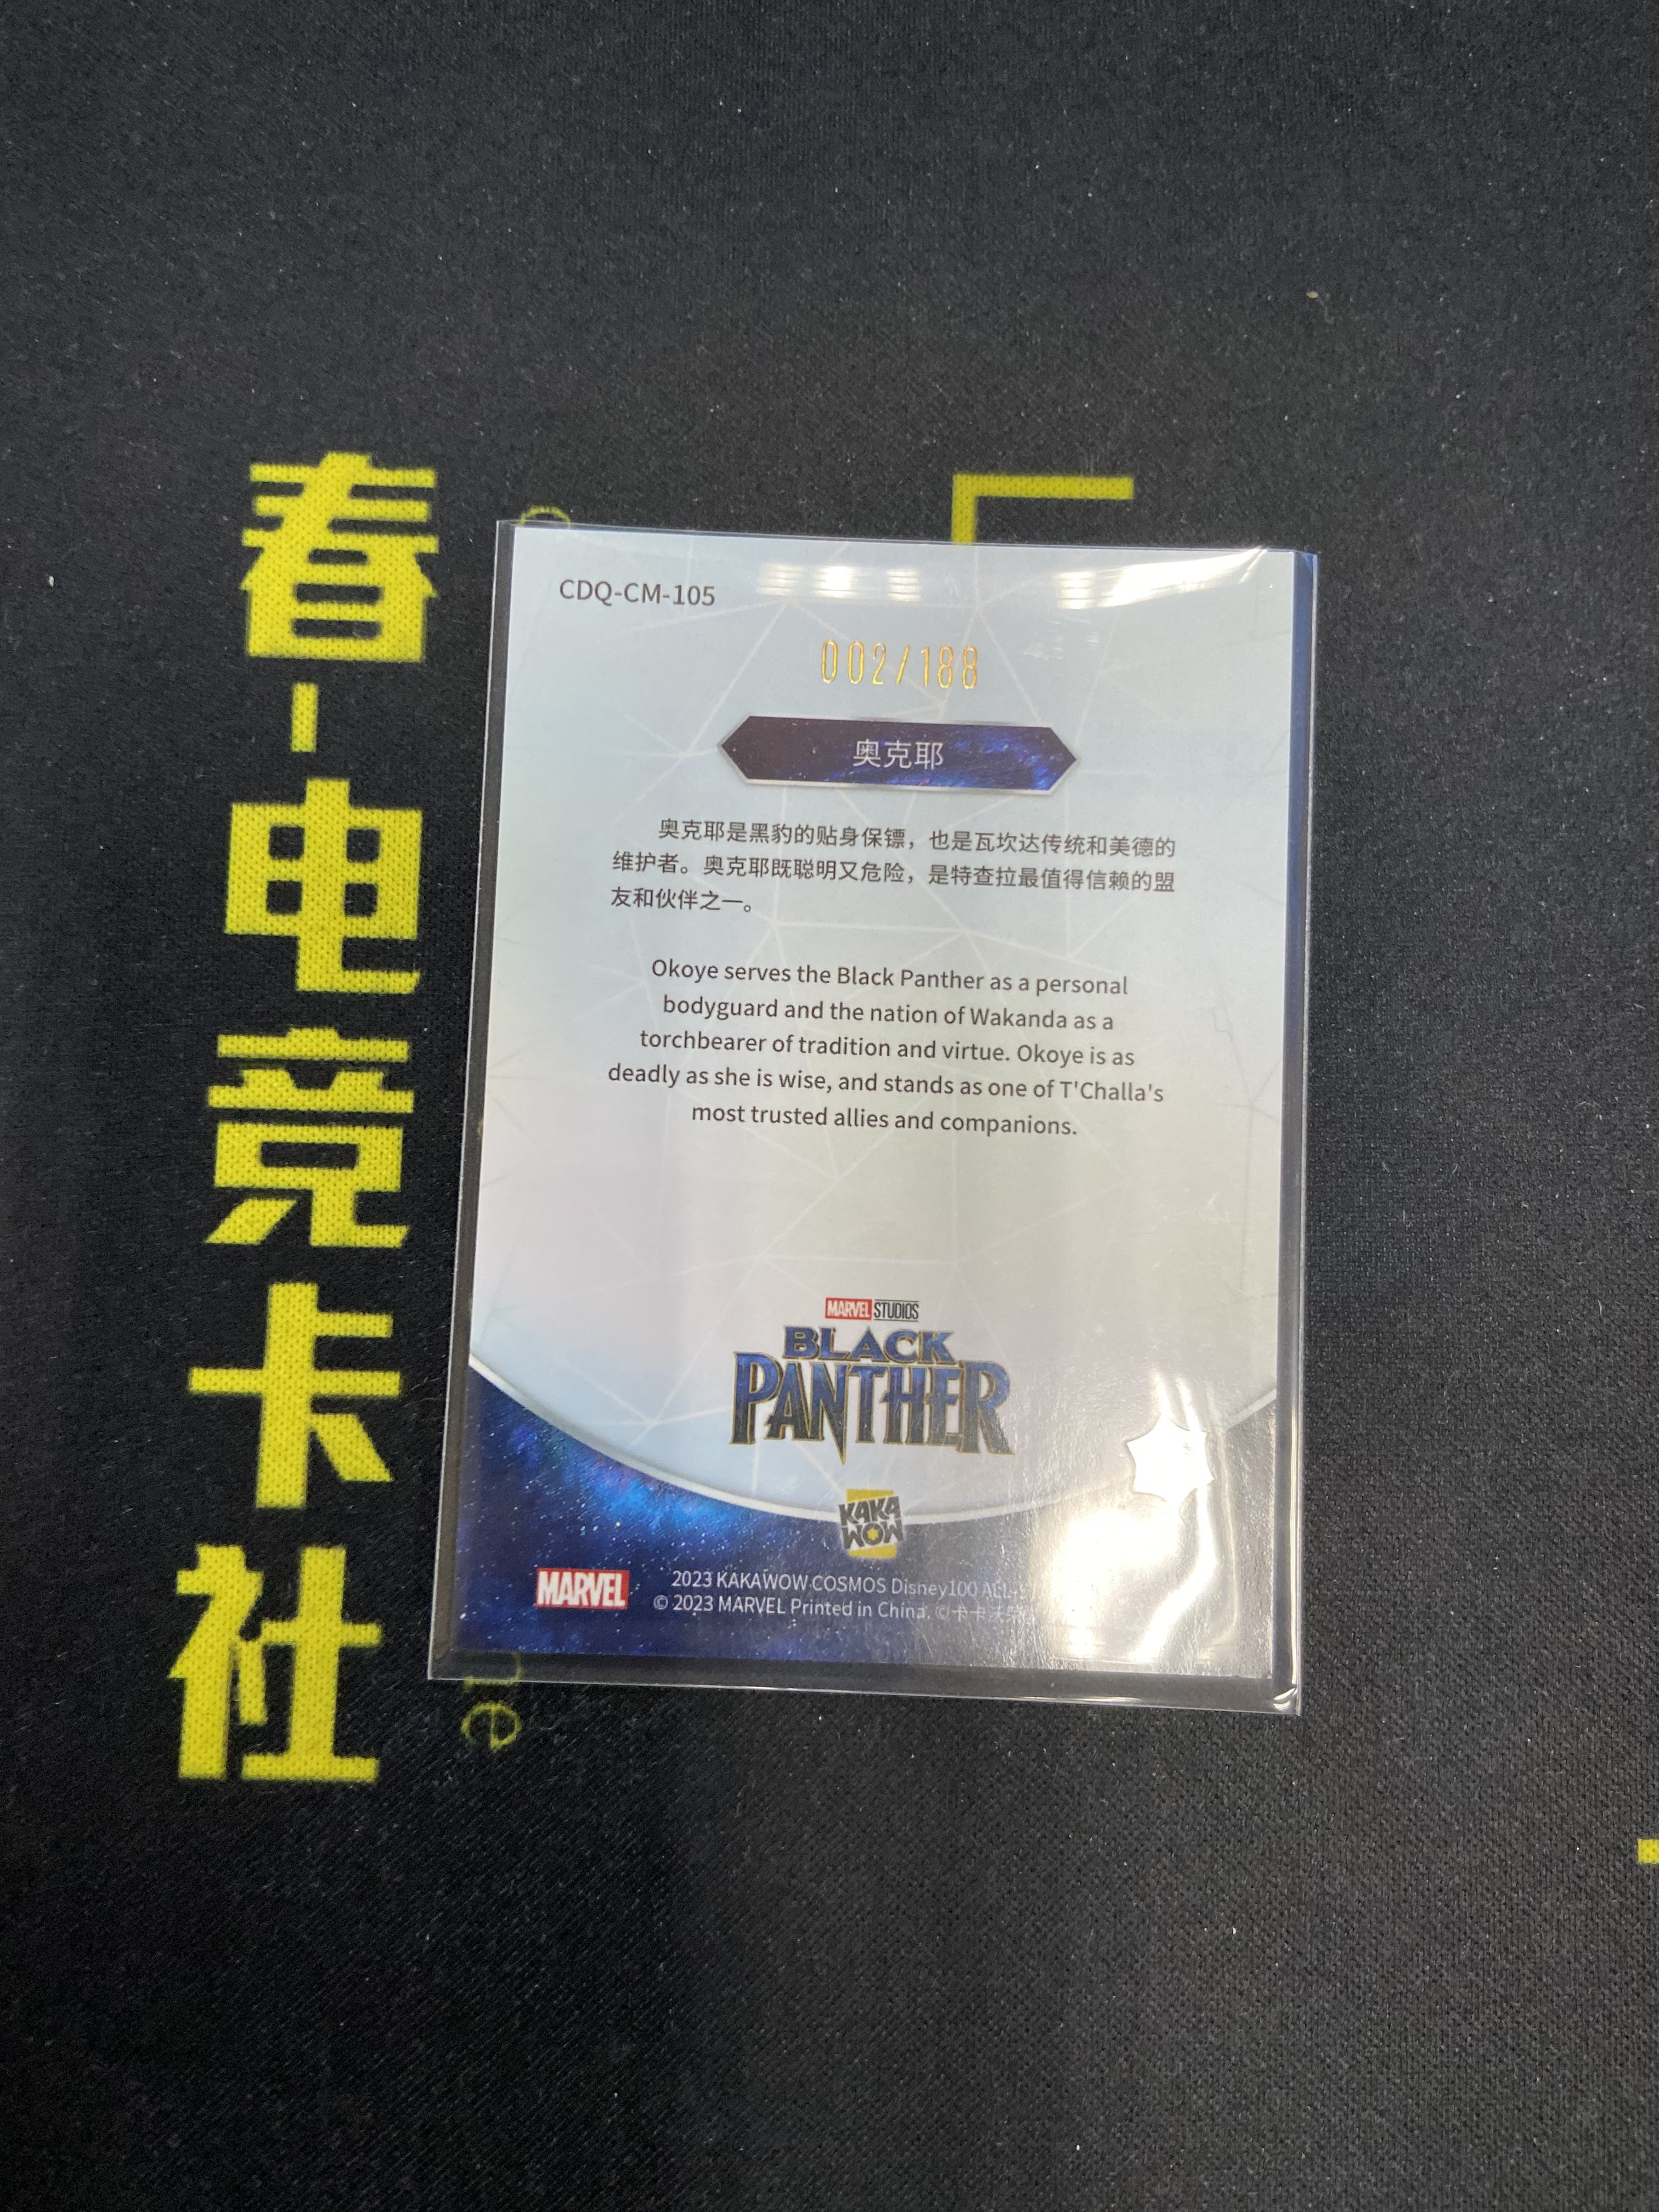 春-电竞卡社
CDQ-CM-105
002/188
奥克耶
奥克耶是黑豹的贴身保镖，也是瓦坎达传统和美德的
维护者。奥克耶既聪明又危险，是特查拉最值得信赖的盟
友和伙伴之一。
Okoye serves the Black Panther as a personal
bodyguard and the nation of Wakanda as a
torchbearer of tradition and virtue. Okoye is as
deadly as she is wise, and stands as one of T'Challa's
most trusted allies and companions.
MARVEL STUDIOS
BLACK
PANTHER
KAKA
WOW
MARVEL
2023 KAKAWOW COSMOS Disney100
© 2023 MARVEL Printed in China. ©卡卡沃